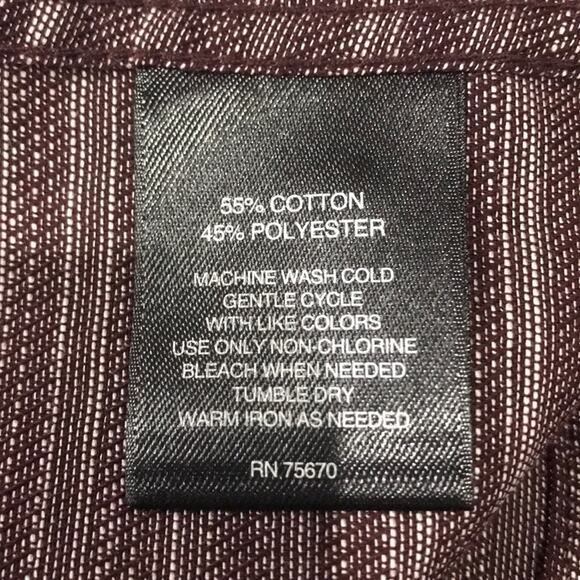 55% COTTON
45% POLYESTER
MACHINE WASH COLD
GENTLE CYCLE
WITH LIKE COLORS
USE ONLY NON-CHLORINE
BLEACH WHEN NEEDED
TUMBLE DRY
WARM IRON AS NEEDED
RN 75670